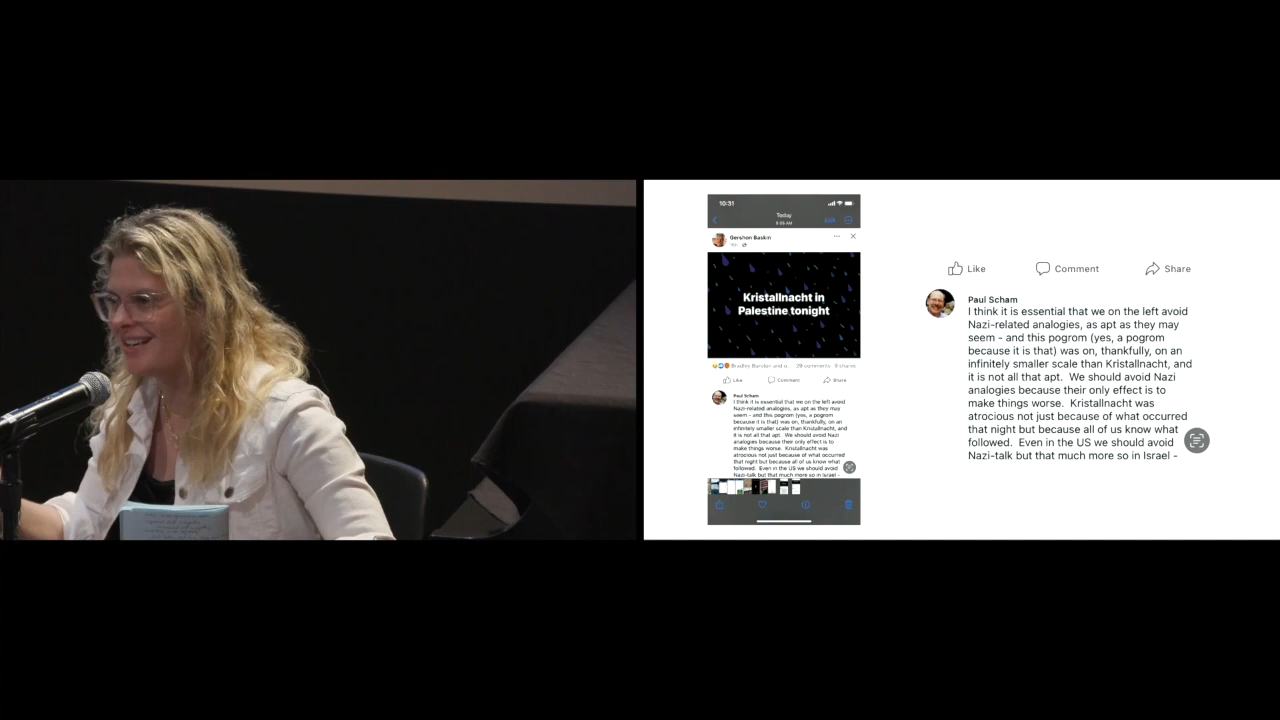 10:31
Today
9:05 AM
Edit
Gershon Baskin
Kristallnacht in
Palestine tonight
29 comments 9 shares
Like
Comment
Share
Paul Scham
I think it is essential that we on the left avoid
Nazi-related analogies, as apt as they may
seem - and this pogrom (yes, a pogrom
because it is that) was on, thankfully, on an
infinitely smaller scale than Kristallnacht, and
it is not all that apt. We should avoid Nazi
analogies because their only effect is to
make things worse. Kristallnacht was
atrocious not just because of what occurred
that night but because all of us know what
followed. Even in the US we should avoid
Nazi-talk but that much more so in Israel -
Like
Comment
Share
Paul Scham
I think it is essential that we on the left avoid
Nazi-related analogies, as apt as they may
seem - and this pogrom (yes, a pogrom
because it is that) was on, thankfully, on an
infinitely smaller scale than Kristallnacht, and
it is not all that apt. We should avoid Nazi
analogies because their only effect is to
make things worse. Kristallnacht was
atrocious not just because of what occurred
that night but because all of us know what
followed. Even in the US we should avoid
Nazi-talk but that much more so in Israel -